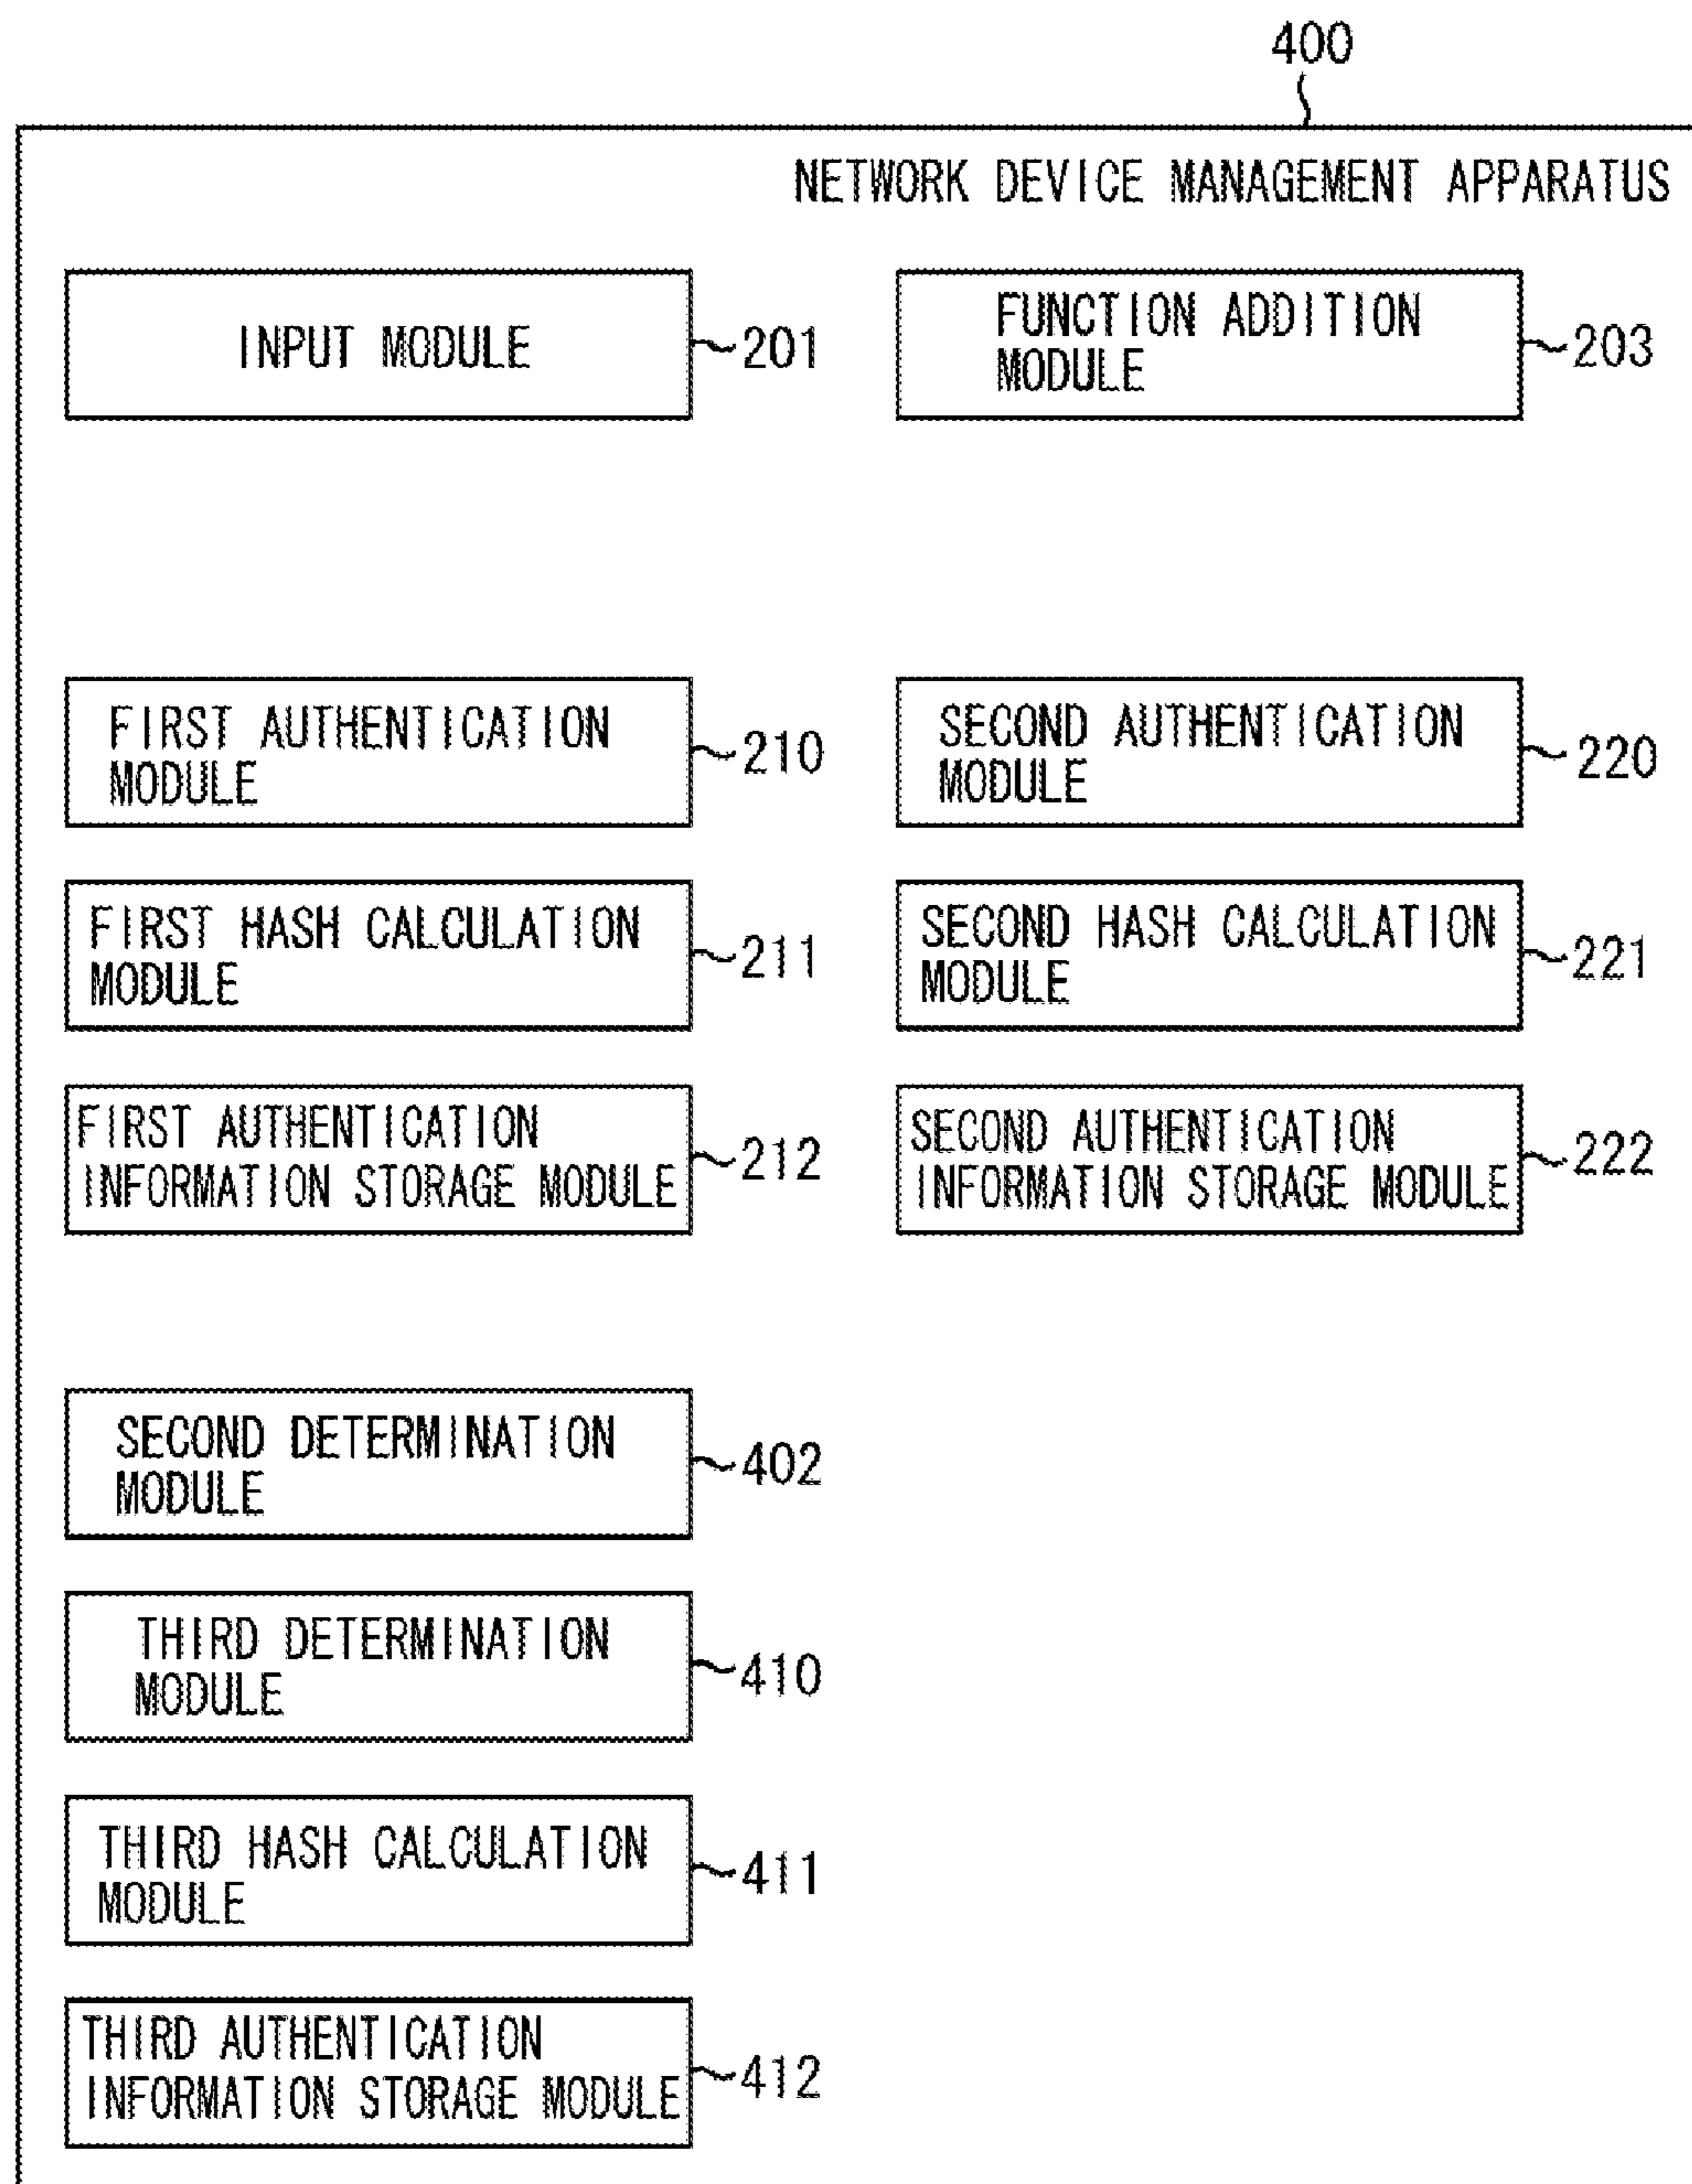 400
NETWORK DEVICE MANAGEMENT APPARATUS
INPUT MODULE
201
FUNCTION ADDITION
MODULE
203
FIRST AUTHENTICATION
MODULE
210
SECOND AUTHENTICATION
MODULE
220
FIRST HASH CALCULATION
MODULE
211
SECOND HASH CALCULATION
MODULE
221
FIRST AUTHENTICATION
INFORMATION STORAGE MODULE
212
SECOND AUTHENTICATION
INFORMATION STORAGE MODULE
222
SECOND DETERMINATION
MODULE
402
THIRD DETERMINATION
MODULE
410
THIRD HASH CALCULATION
MODULE
411
THIRD AUTHENTICATION
INFORMATION STORAGE MODULE
412